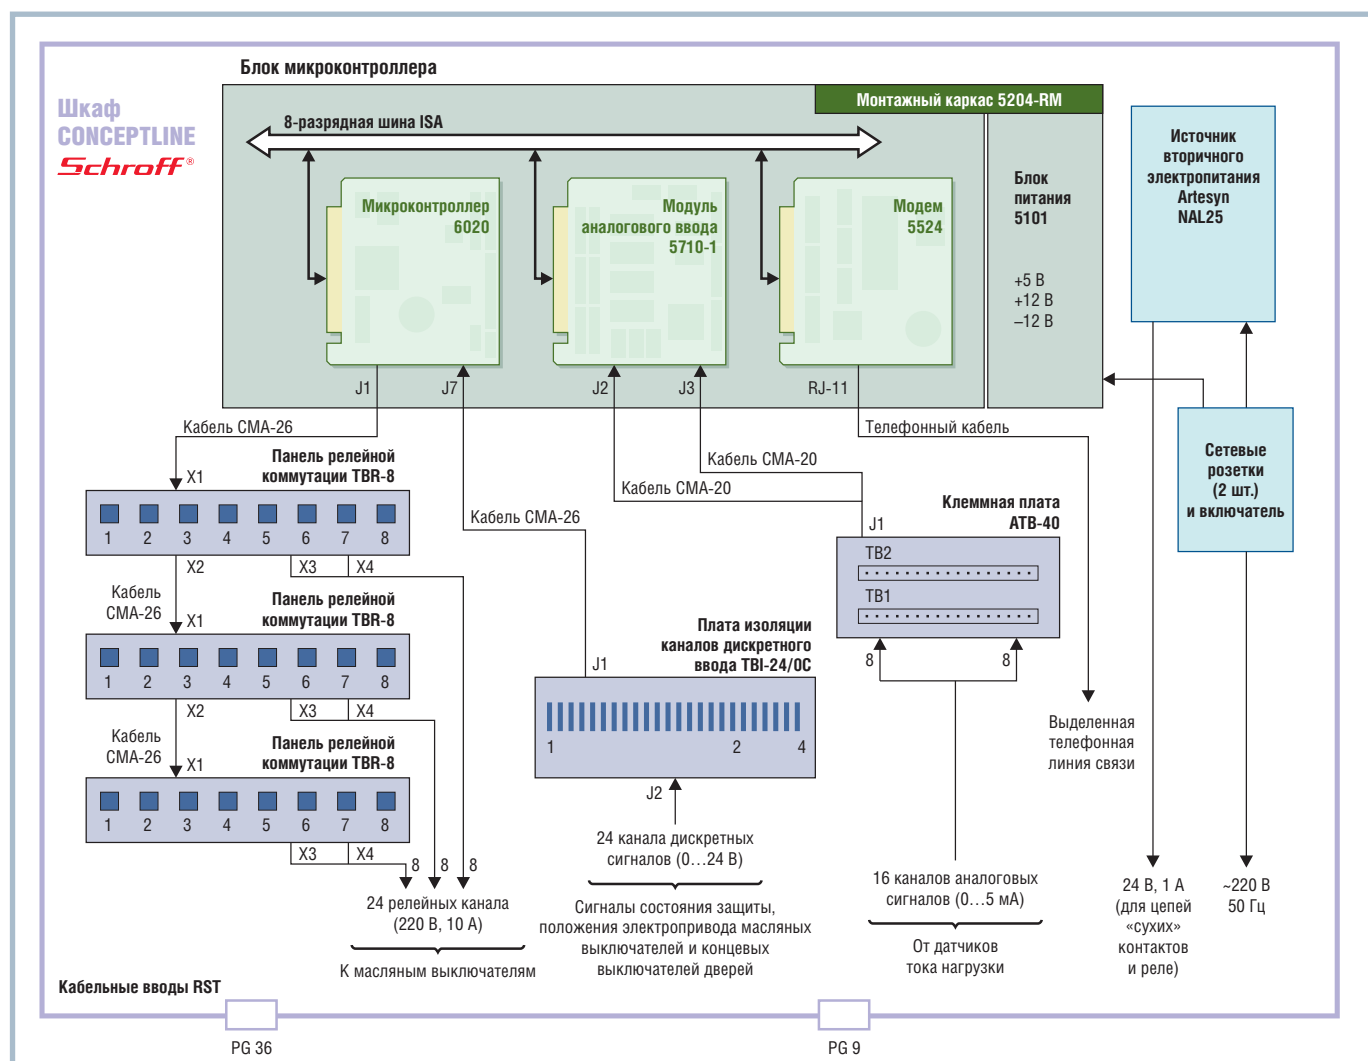 Блок микроконтроллера
Шкаф
CONCEPTLINE
Schroff®
Монтажный каркас 5204-RM
8-разрядная шина ISA
Микроконтроллер
6020
Модуль
аналогового ввода
5710-1
Модем
5524
Блок
питания
5101
+5 В
+12 В
–12 В
Источник
вторичного
электропитания
Artesyn
NAL25
J1
J7
J2
J3
RJ-11
Кабель СМА-26
Телефонный кабель
Сетевые
розетки
(2 шт.)
и включатель
Панель релейной
коммутации TBR-8
X1
Кабель СМА-20
Кабель СМА-20
Кабель СМА-26
1 2 3 4 5 6 7 8
X2
X3
X4
Клеммная плата
АТВ-40
J1
TB2
TB1
8
8
Кабель
СМА-26
X1
Панель релейной
коммутации TBR-8
1 2 3 4 5 6 7 8
X2
X3
X4
Плата изоляции
каналов дискретного
ввода TBI-24/0C
J1
1 2 4
J2
Кабель
СМА-26
X1
Панель релейной
коммутации TBR-8
1 2 3 4 5 6 7 8
X3
X4
8
8
8
Выделенная
телефонная
линия связи
24 релейных канала
(220 В, 10 А)
К масляным выключателям
24 канала дискретных
сигналов (0…24 В)
Сигналы состояния защиты,
положения электропривода масляных
выключателей и концевых
выключателей дверей
16 каналов аналоговых
сигналов (0…5 мА)
От датчиков
тока нагрузки
24 В, 1 А
(для цепей
«сухих»
контактов
и реле)
~220 В
50 Гц
Кабельные вводы RST
PG 36
PG 9